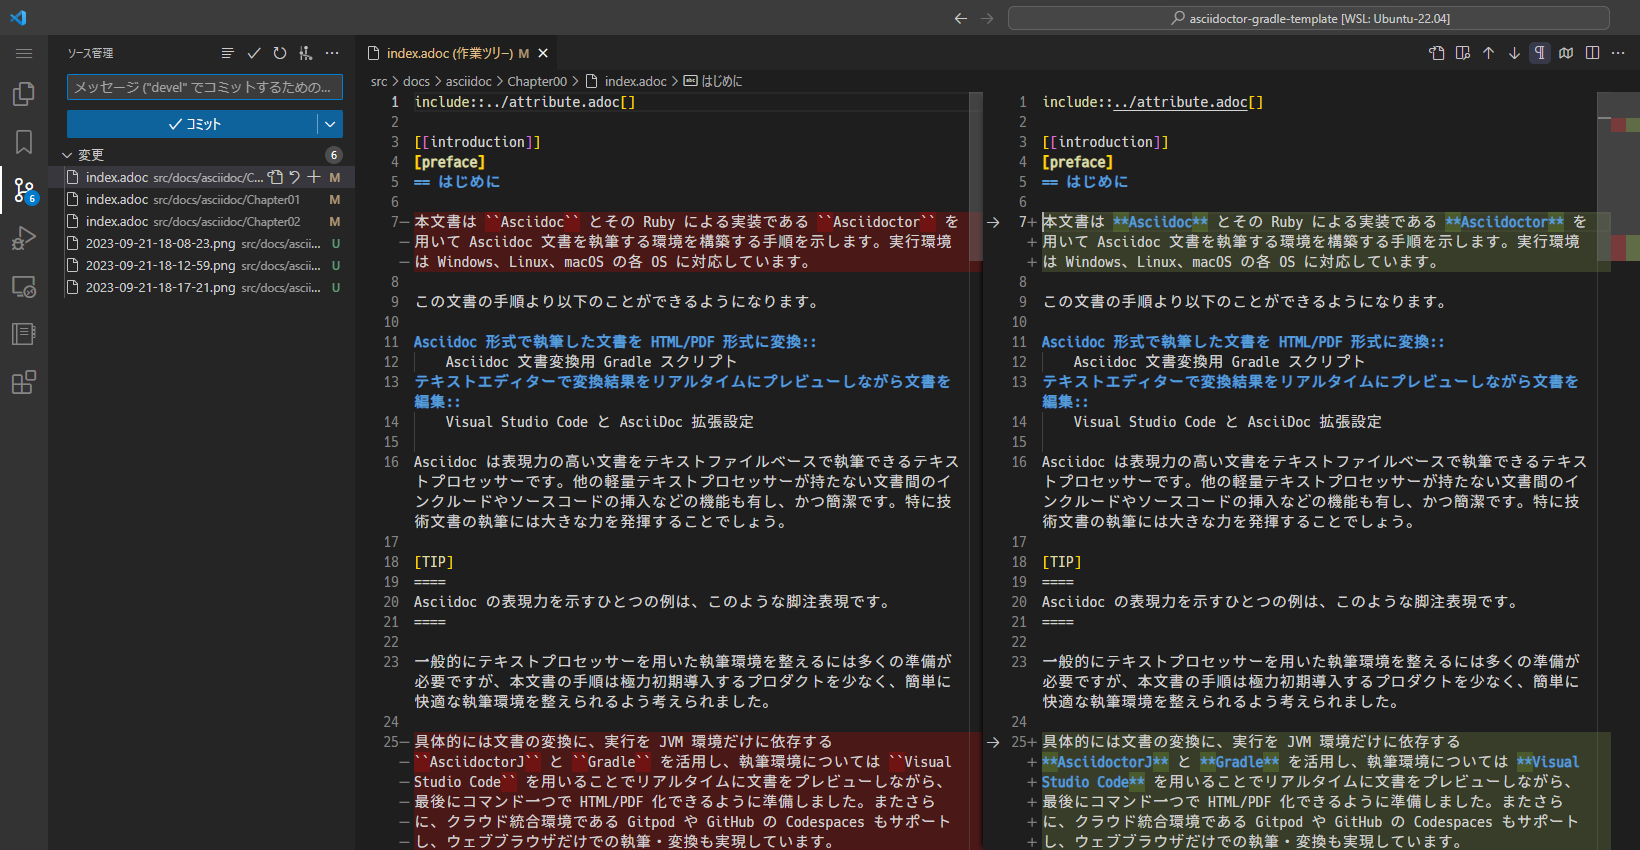 asciidoctor-gradle-template [WSL: Ubuntu-22.04]
ソース管理
メッセージ ("devel" でコミットするための...
コミット
変更 6
index.adoc src/docs/asciidoc/C... M
index.adoc src/docs/asciidoc/Chapter01 M
index.adoc src/docs/asciidoc/Chapter02 M
2023-09-21-18-08-23.png src/docs/ascii... U
2023-09-21-18-12-59.png src/docs/ascii... U
2023-09-21-18-17-21.png src/docs/ascii... U
6
index.adoc (作業ツリー) M
src > docs > asciidoc > Chapter00 > index.adoc > はじめに
1 include::../attribute.adoc[]
2
3 [[introduction]]
4 [preface]
5 == はじめに
6
7− 本文書は ``Asciidoc`` とその Ruby による実装である ``Asciidoctor`` を
− 用いて Asciidoc 文書を執筆する環境を構築する手順を示します。実行環境
− は Windows、Linux、macOS の各 OS に対応しています。
8
9 この文書の手順より以下のことができるようになります。
10
11 Asciidoc 形式で執筆した文書を HTML/PDF 形式に変換::
12 Asciidoc 文書変換用 Gradle スクリプト
13 テキストエディターで変換結果をリアルタイムにプレビューしながら文書を
編集::
14 Visual Studio Code と AsciiDoc 拡張設定
15
16 Asciidoc は表現力の高い文書をテキストファイルベースで執筆できるテキス
トプロセッサーです。他の軽量テキストプロセッサーが持たない文書間のイ
ンクルードやソースコードの挿入などの機能も有し、かつ簡潔です。特に技
術文書の執筆には大きな力を発揮することでしょう。
17
18 [TIP]
19 ====
20 Asciidoc の表現力を示すひとつの例は、このような脚注表現です。
21 ====
22
23 一般的にテキストプロセッサーを用いた執筆環境を整えるには多くの準備が
必要ですが、本文書の手順は極力初期導入するプロダクトを少なく、簡単に
快適な執筆環境を整えられるよう考えられました。
24
25− 具体的には文書の変換に、実行を JVM 環境だけに依存する
− ``AsciidoctorJ`` と ``Gradle`` を活用し、執筆環境については ``Visual
− Studio Code`` を用いることでリアルタイムに文書をプレビューしながら、
− 最後にコマンド一つで HTML/PDF 化できるように準備しました。またさら
− に、クラウド統合環境である Gitpod や GitHub の Codespaces もサポート
− し、ウェブブラウザだけでの執筆・変換も実現しています。
1 include::../attribute.adoc[]
2
3 [[introduction]]
4 [preface]
5 == はじめに
6
7+ 本文書は **Asciidoc** とその Ruby による実装である **Asciidoctor** を
+ 用いて Asciidoc 文書を執筆する環境を構築する手順を示します。実行環境
+ は Windows、Linux、macOS の各 OS に対応しています。
8
9 この文書の手順より以下のことができるようになります。
10
11 Asciidoc 形式で執筆した文書を HTML/PDF 形式に変換::
12 Asciidoc 文書変換用 Gradle スクリプト
13 テキストエディターで変換結果をリアルタイムにプレビューしながら文書を
編集::
14 Visual Studio Code と AsciiDoc 拡張設定
15
16 Asciidoc は表現力の高い文書をテキストファイルベースで執筆できるテキス
トプロセッサーです。他の軽量テキストプロセッサーが持たない文書間のイ
ンクルードやソースコードの挿入などの機能も有し、かつ簡潔です。特に技
術文書の執筆には大きな力を発揮することでしょう。
17
18 [TIP]
19 ====
20 Asciidoc の表現力を示すひとつの例は、このような脚注表現です。
21 ====
22
23 一般的にテキストプロセッサーを用いた執筆環境を整えるには多くの準備が
必要ですが、本文書の手順は極力初期導入するプロダクトを少なく、簡単に
快適な執筆環境を整えられるよう考えられました。
24
25+ 具体的には文書の変換に、実行を JVM 環境だけに依存する
+ **AsciidoctorJ** と **Gradle** を活用し、執筆環境については **Visual
+ Studio Code** を用いることでリアルタイムに文書をプレビューしながら、
+ 最後にコマンド一つで HTML/PDF 化できるように準備しました。またさら
+ に、クラウド統合環境である Gitpod や GitHub の Codespaces もサポート
+ し、ウェブブラウザだけでの執筆・変換も実現しています。